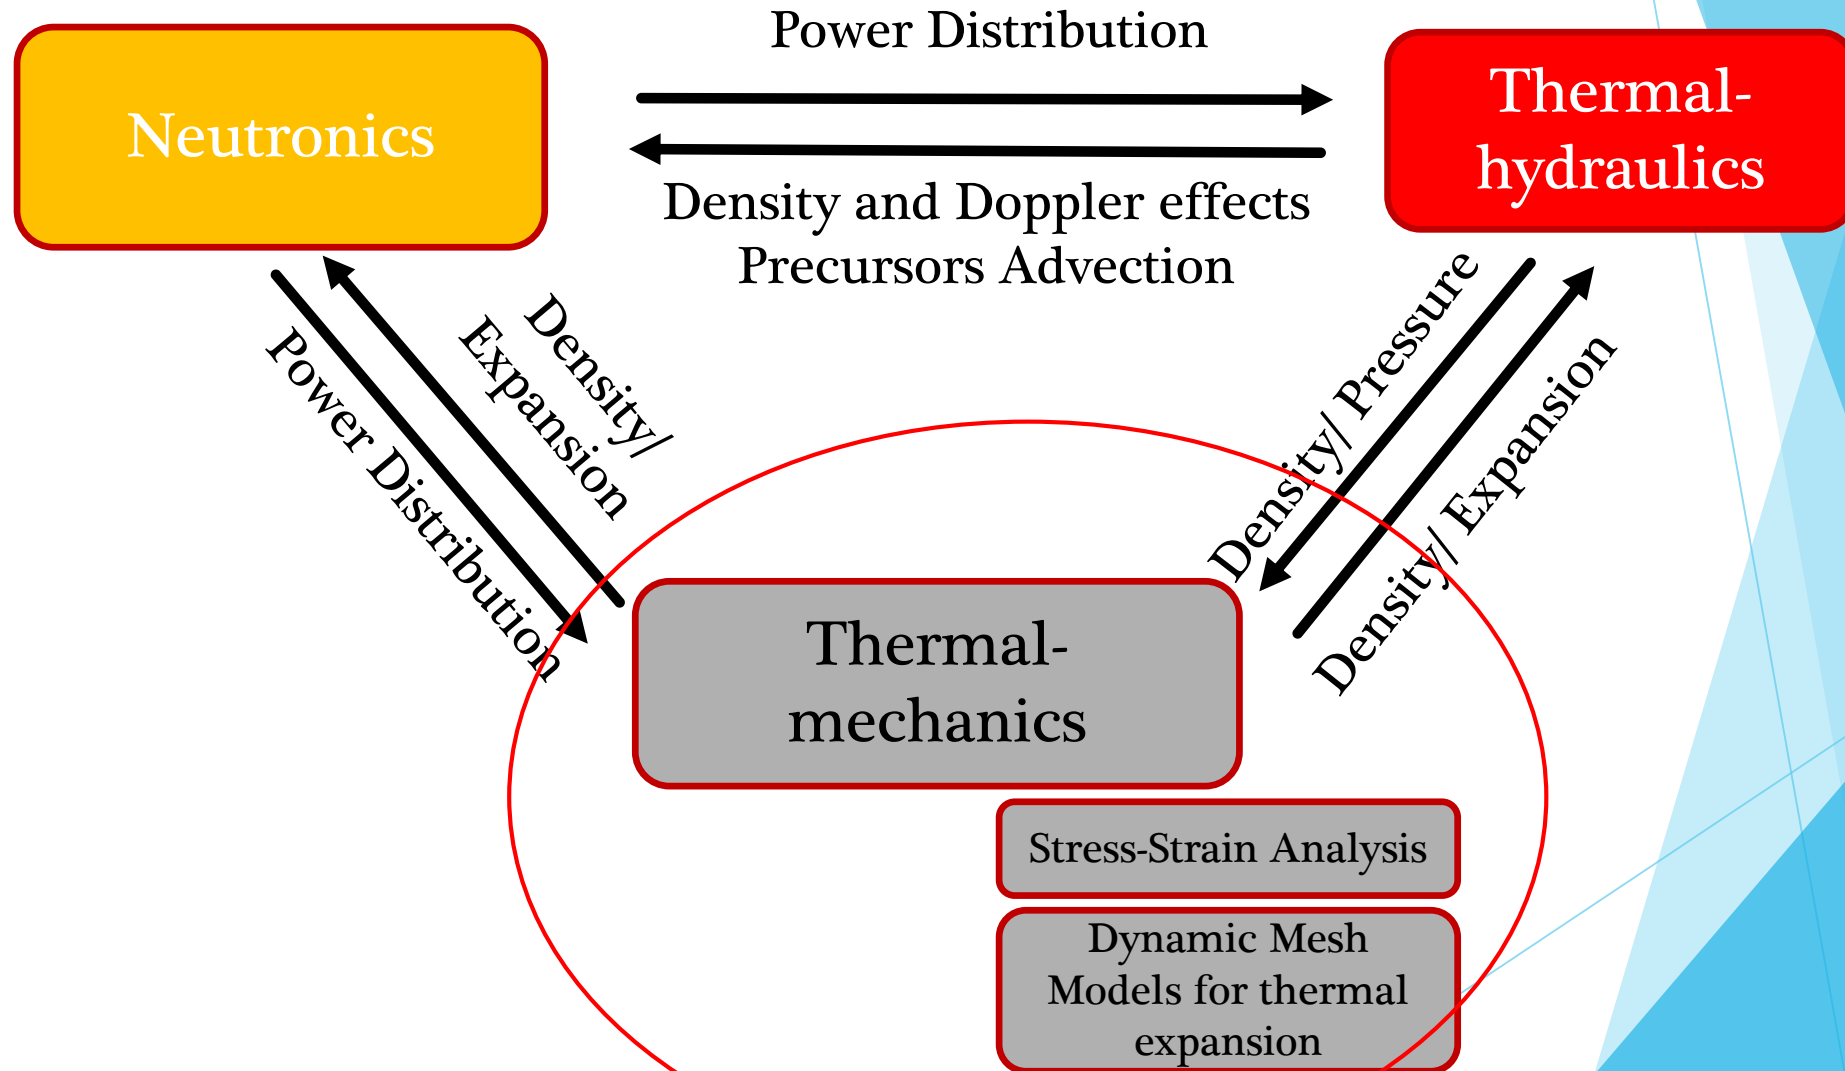 Power Distribution
Neutronics
Thermal-
hydraulics
Density and Doppler effects
Precursors Advection
Density/
Expansion
Power Distribution
Density/ Pressure
Density/ Expansion
Thermal-
mechanics
Stress-Strain Analysis
Dynamic Mesh
Models for thermal
expansion